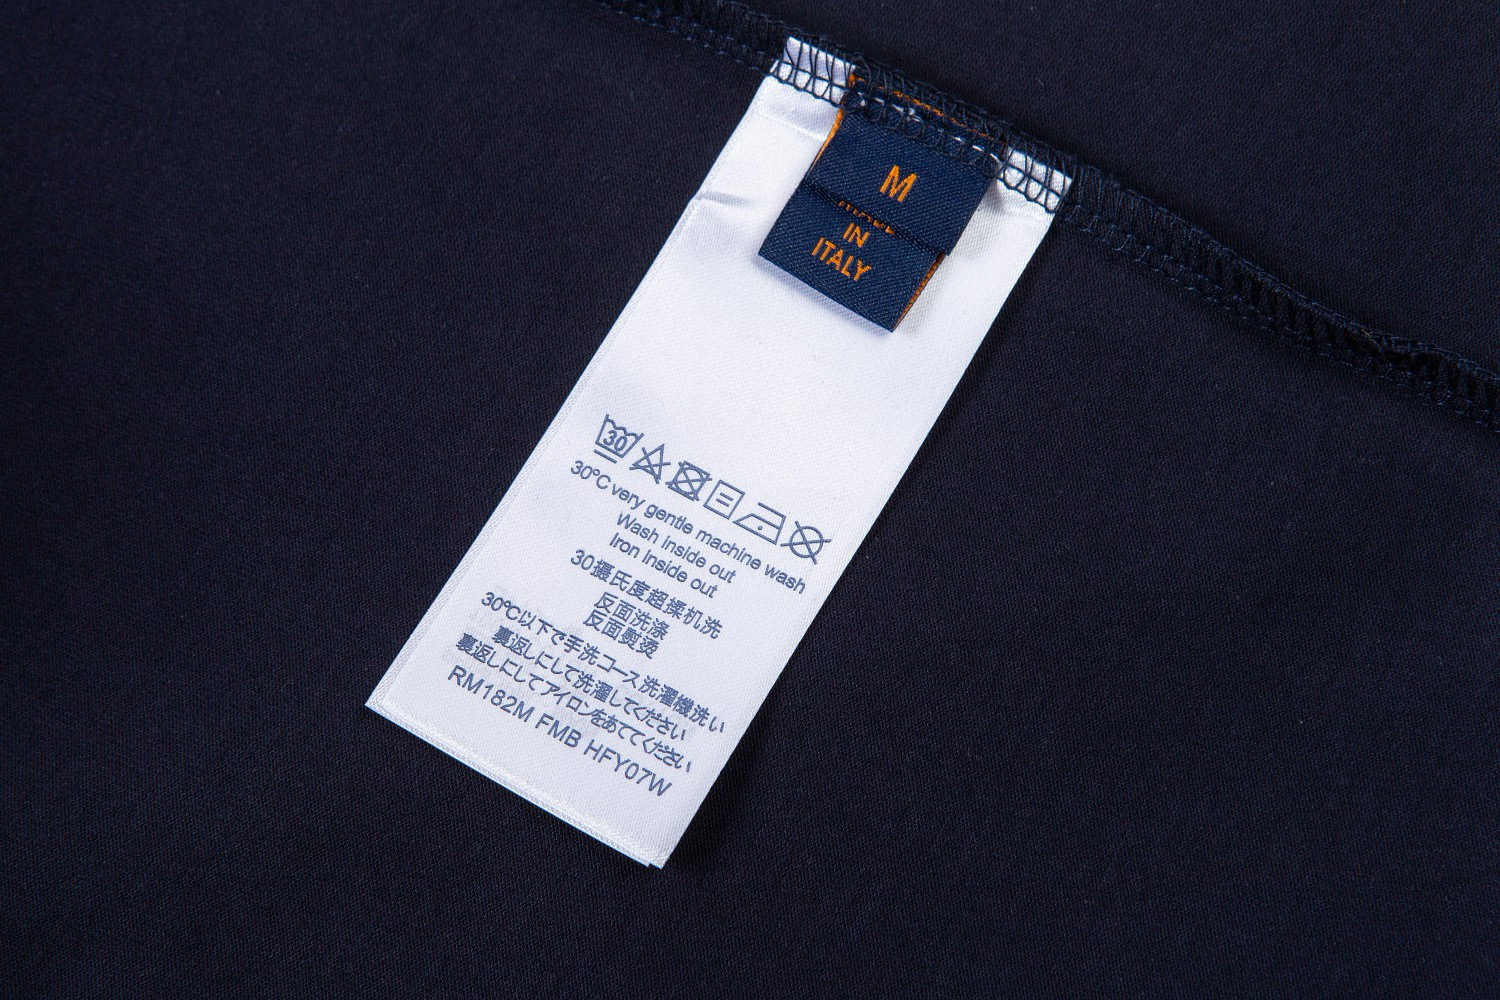 M
MADE
IN
ITALY
30
30°C very gentle machine wash
Wash inside out
Iron inside out
30摄氏度超揉机洗
反面洗涤
反面熨烫
30℃以下で手洗コース洗濯機洗い
裏返しにして洗濯してください
裏返しにしてアイロンをあててください
RM182M FMB HFY07W